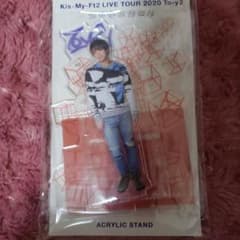 Kis-My-Ft2 LIVE TOUR 2020 To-y2
ACRYLIC STAND